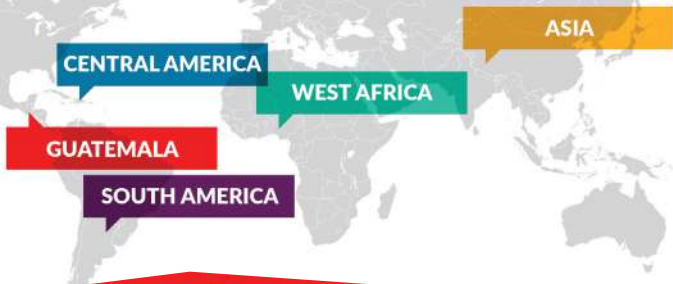 ASIA
CENTRAL AMERICA
WEST AFRICA
GUATEMALA
SOUTH AMERICA